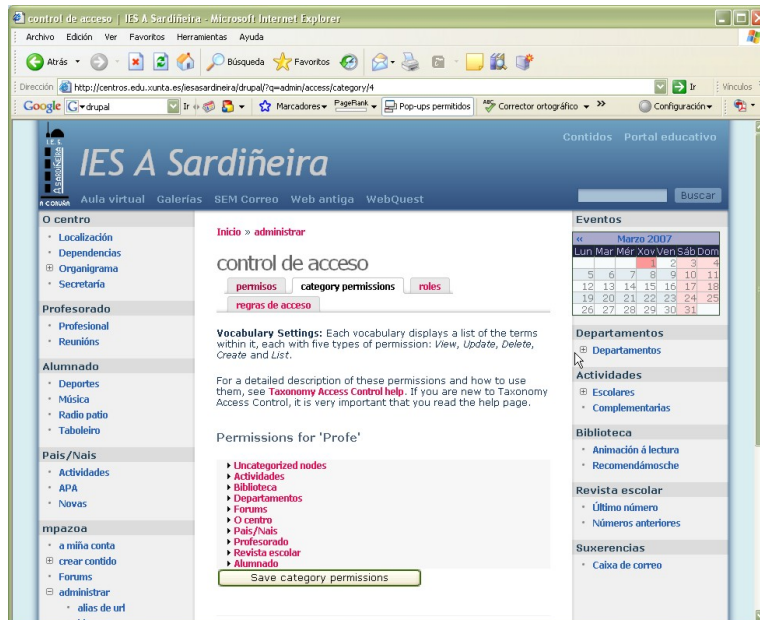 control de acceso | IES A Sardiñeira - Microsoft Internet Explorer
Archivo Edición Ver Favoritos Herramientas Ayuda
Atrás Búsqueda Favoritos
Dirección http://centros.edu.xunta.es/iesasardineira/drupal/?q=admin/access/category/4 Ir Vínculos
Google drupal Ir Marcadores PageRank Pop-ups permitidos Corrector ortográfico » Configuración
Contidos Portal educativo
I.E.S.
A SARDIÑEIRA
A CORUÑA
IES A Sardiñeira
Aula virtual Galerías SEM Correo Web antiga WebQuest
Buscar
O centro
Localización
Dependencias
Organigrama
Secretaría
Profesorado
Profesional
Reunións
Alumnado
Deportes
Música
Radio patio
Taboleiro
Pais/Nais
Actividades
APA
Novas
mpazoa
a miña conta
crear contido
Forums
administrar
alias de url
Inicio » administrar
control de acceso
permisos category permissions roles
regras de acceso
Vocabulary Settings: Each vocabulary displays a list of the terms
within it, each with five types of permission: View, Update, Delete,
Create and List.
For a detailed description of these permissions and how to use
them, see Taxonomy Access Control help. If you are new to Taxonomy
Access Control, it is very important that you read the help page.
Permissions for 'Profe'
Uncategorized nodes
Actividades
Biblioteca
Departamentos
Forums
O centro
Pais/Nais
Profesorado
Revista escolar
Alumnado
Save category permissions
Eventos
« Marzo 2007
Lun Mar Mér Xov Ven Sáb Dom
1 2 3 4
5 6 7 8 9 10 11
12 13 14 15 16 17 18
19 20 21 22 23 24 25
26 27 28 29 30 31
Departamentos
Departamentos
Actividades
Escolares
Complementarias
Biblioteca
Animación á lectura
Recomendámosche
Revista escolar
Último número
Números anteriores
Suxerencias
Caixa de correo